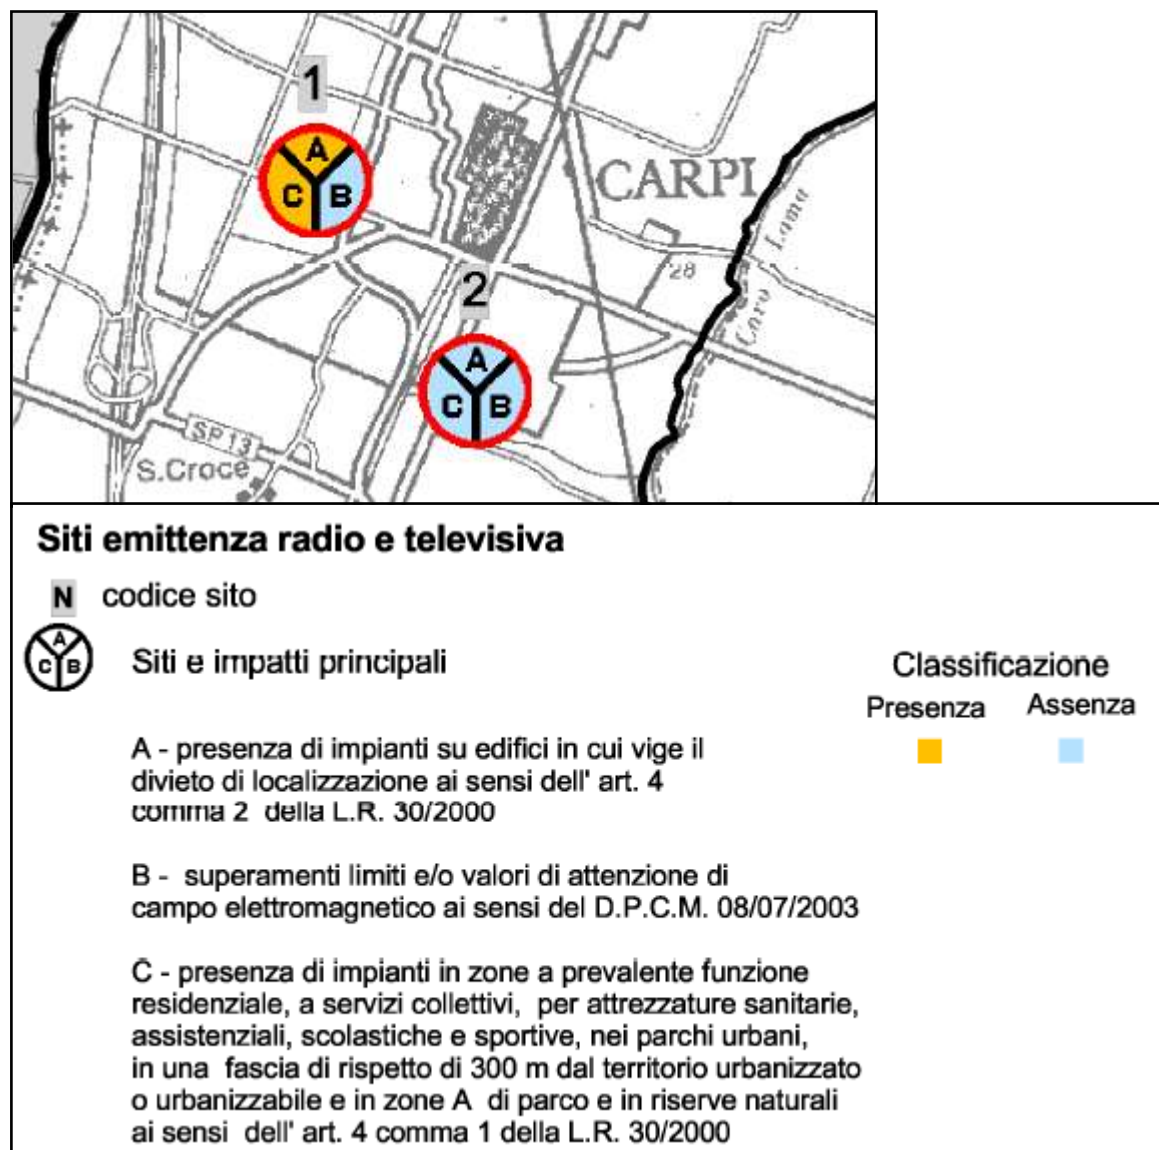 1
A
C B
CARPI
Lama
28
Cavo
2
A
C B
SP 13
S.Croce
Siti emittenza radio e televisiva
N codice sito
A
C B
Siti e impatti principali
Classificazione
Presenza Assenza
A - presenza di impianti su edifici in cui vige il
divieto di localizzazione ai sensi dell' art. 4
comma 2 della L.R. 30/2000
B - superamenti limiti e/o valori di attenzione di
campo elettromagnetico ai sensi del D.P.C.M. 08/07/2003
C - presenza di impianti in zone a prevalente funzione
residenziale, a servizi collettivi, per attrezzature sanitarie,
assistenziali, scolastiche e sportive, nei parchi urbani,
in una fascia di rispetto di 300 m dal territorio urbanizzato
o urbanizzabile e in zone A di parco e in riserve naturali
ai sensi dell' art. 4 comma 1 della L.R. 30/2000